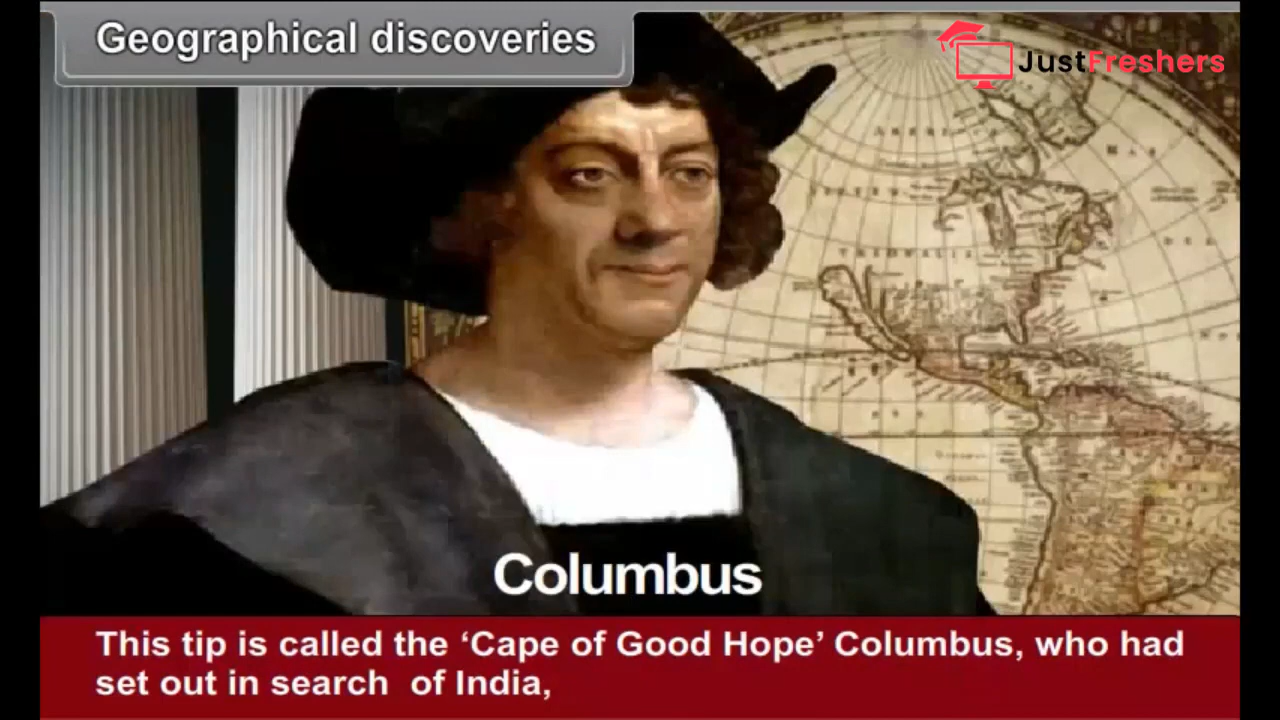 Geographical discoveries
JustFreshers
Columbus
This tip is called the ‘Cape of Good Hope’ Columbus, who had
set out in search of India,